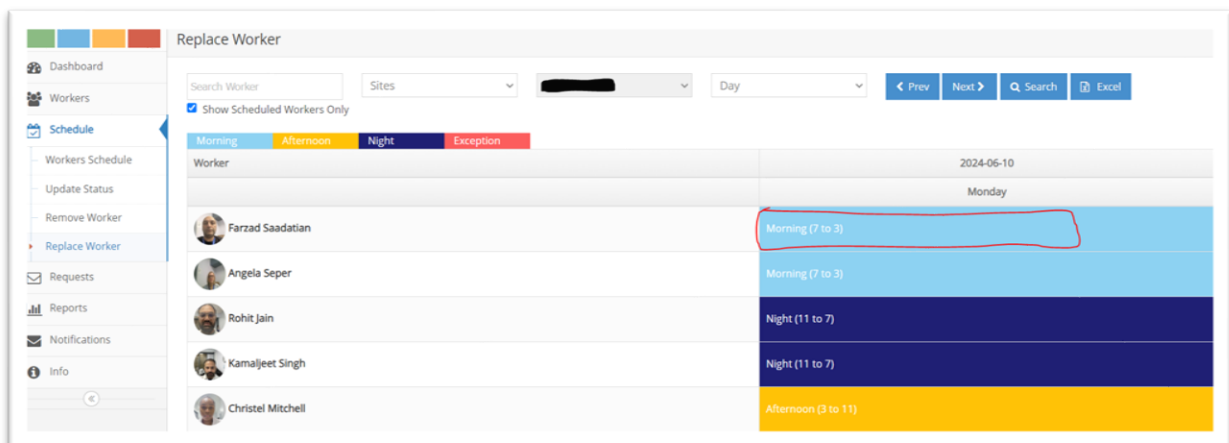 Replace Worker
Dashboard
Workers
Schedule
Workers Schedule
Update Status
Remove Worker
Replace Worker
Requests
Reports
Notifications
Info
Search Worker Sites Day Prev Next Search Excel
Show Scheduled Workers Only
Morning Afternoon Night Exception
Worker 2024-06-10
Monday
Farzad Saadatian Morning (7 to 3)
Angela Seper Morning (7 to 3)
Rohit Jain Night (11 to 7)
Kamaljeet Singh Night (11 to 7)
Christel Mitchell Afternoon (3 to 11)